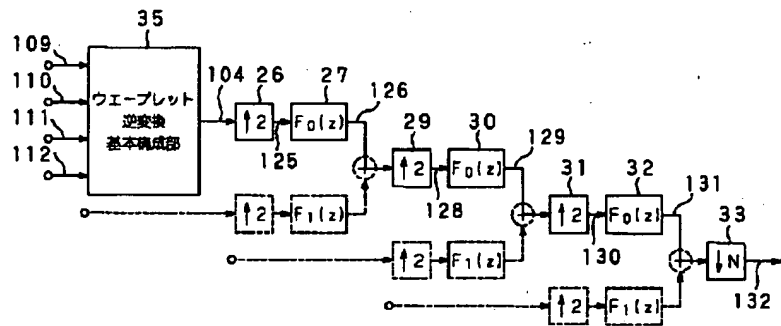 35
109
110
111
112
ウエーブレット
逆変換
基本構成部
104
26
↑2
125
27
F₀(z)
126
↑2
F₁(z)
29
↑2
128
30
F₀(z)
129
↑2
F₁(z)
31
↑2
130
32
F₀(z)
131
↑2
F₁(z)
33
↓N
132